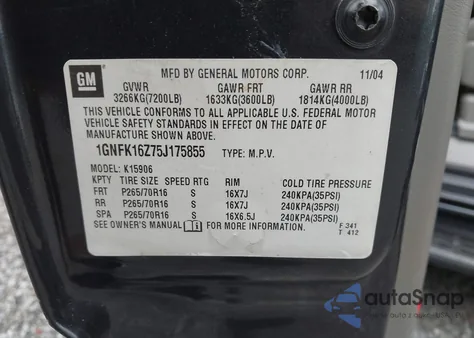 GM
MFD BY GENERAL MOTORS CORP. 11/04
GVWR GAWR FRT GAWR RR
3266KG(7200LB) 1633KG(3600LB) 1814KG(4000LB)
THIS VEHICLE CONFORMS TO ALL APPLICABLE U.S. FEDERAL MOTOR
VEHICLE SAFETY STANDARDS IN EFFECT ON THE DATE OF
MANUFACTURE SHOWN ABOVE.
1GNFK16Z75J175855 TYPE: M.P.V.
MODEL: K15906
KPTY TIRE SIZE SPEED RTG RIM COLD TIRE PRESSURE
FRT P265/70R16 S 16X7J 240KPA(35PSI)
RR P265/70R16 S 16X7J 240KPA(35PSI)
SPA P265/70R16 S 16X6.5J 240KPA(35PSI)
SEE OWNER'S MANUAL FOR MORE INFORMATION. F.341
T 412
autoSnap